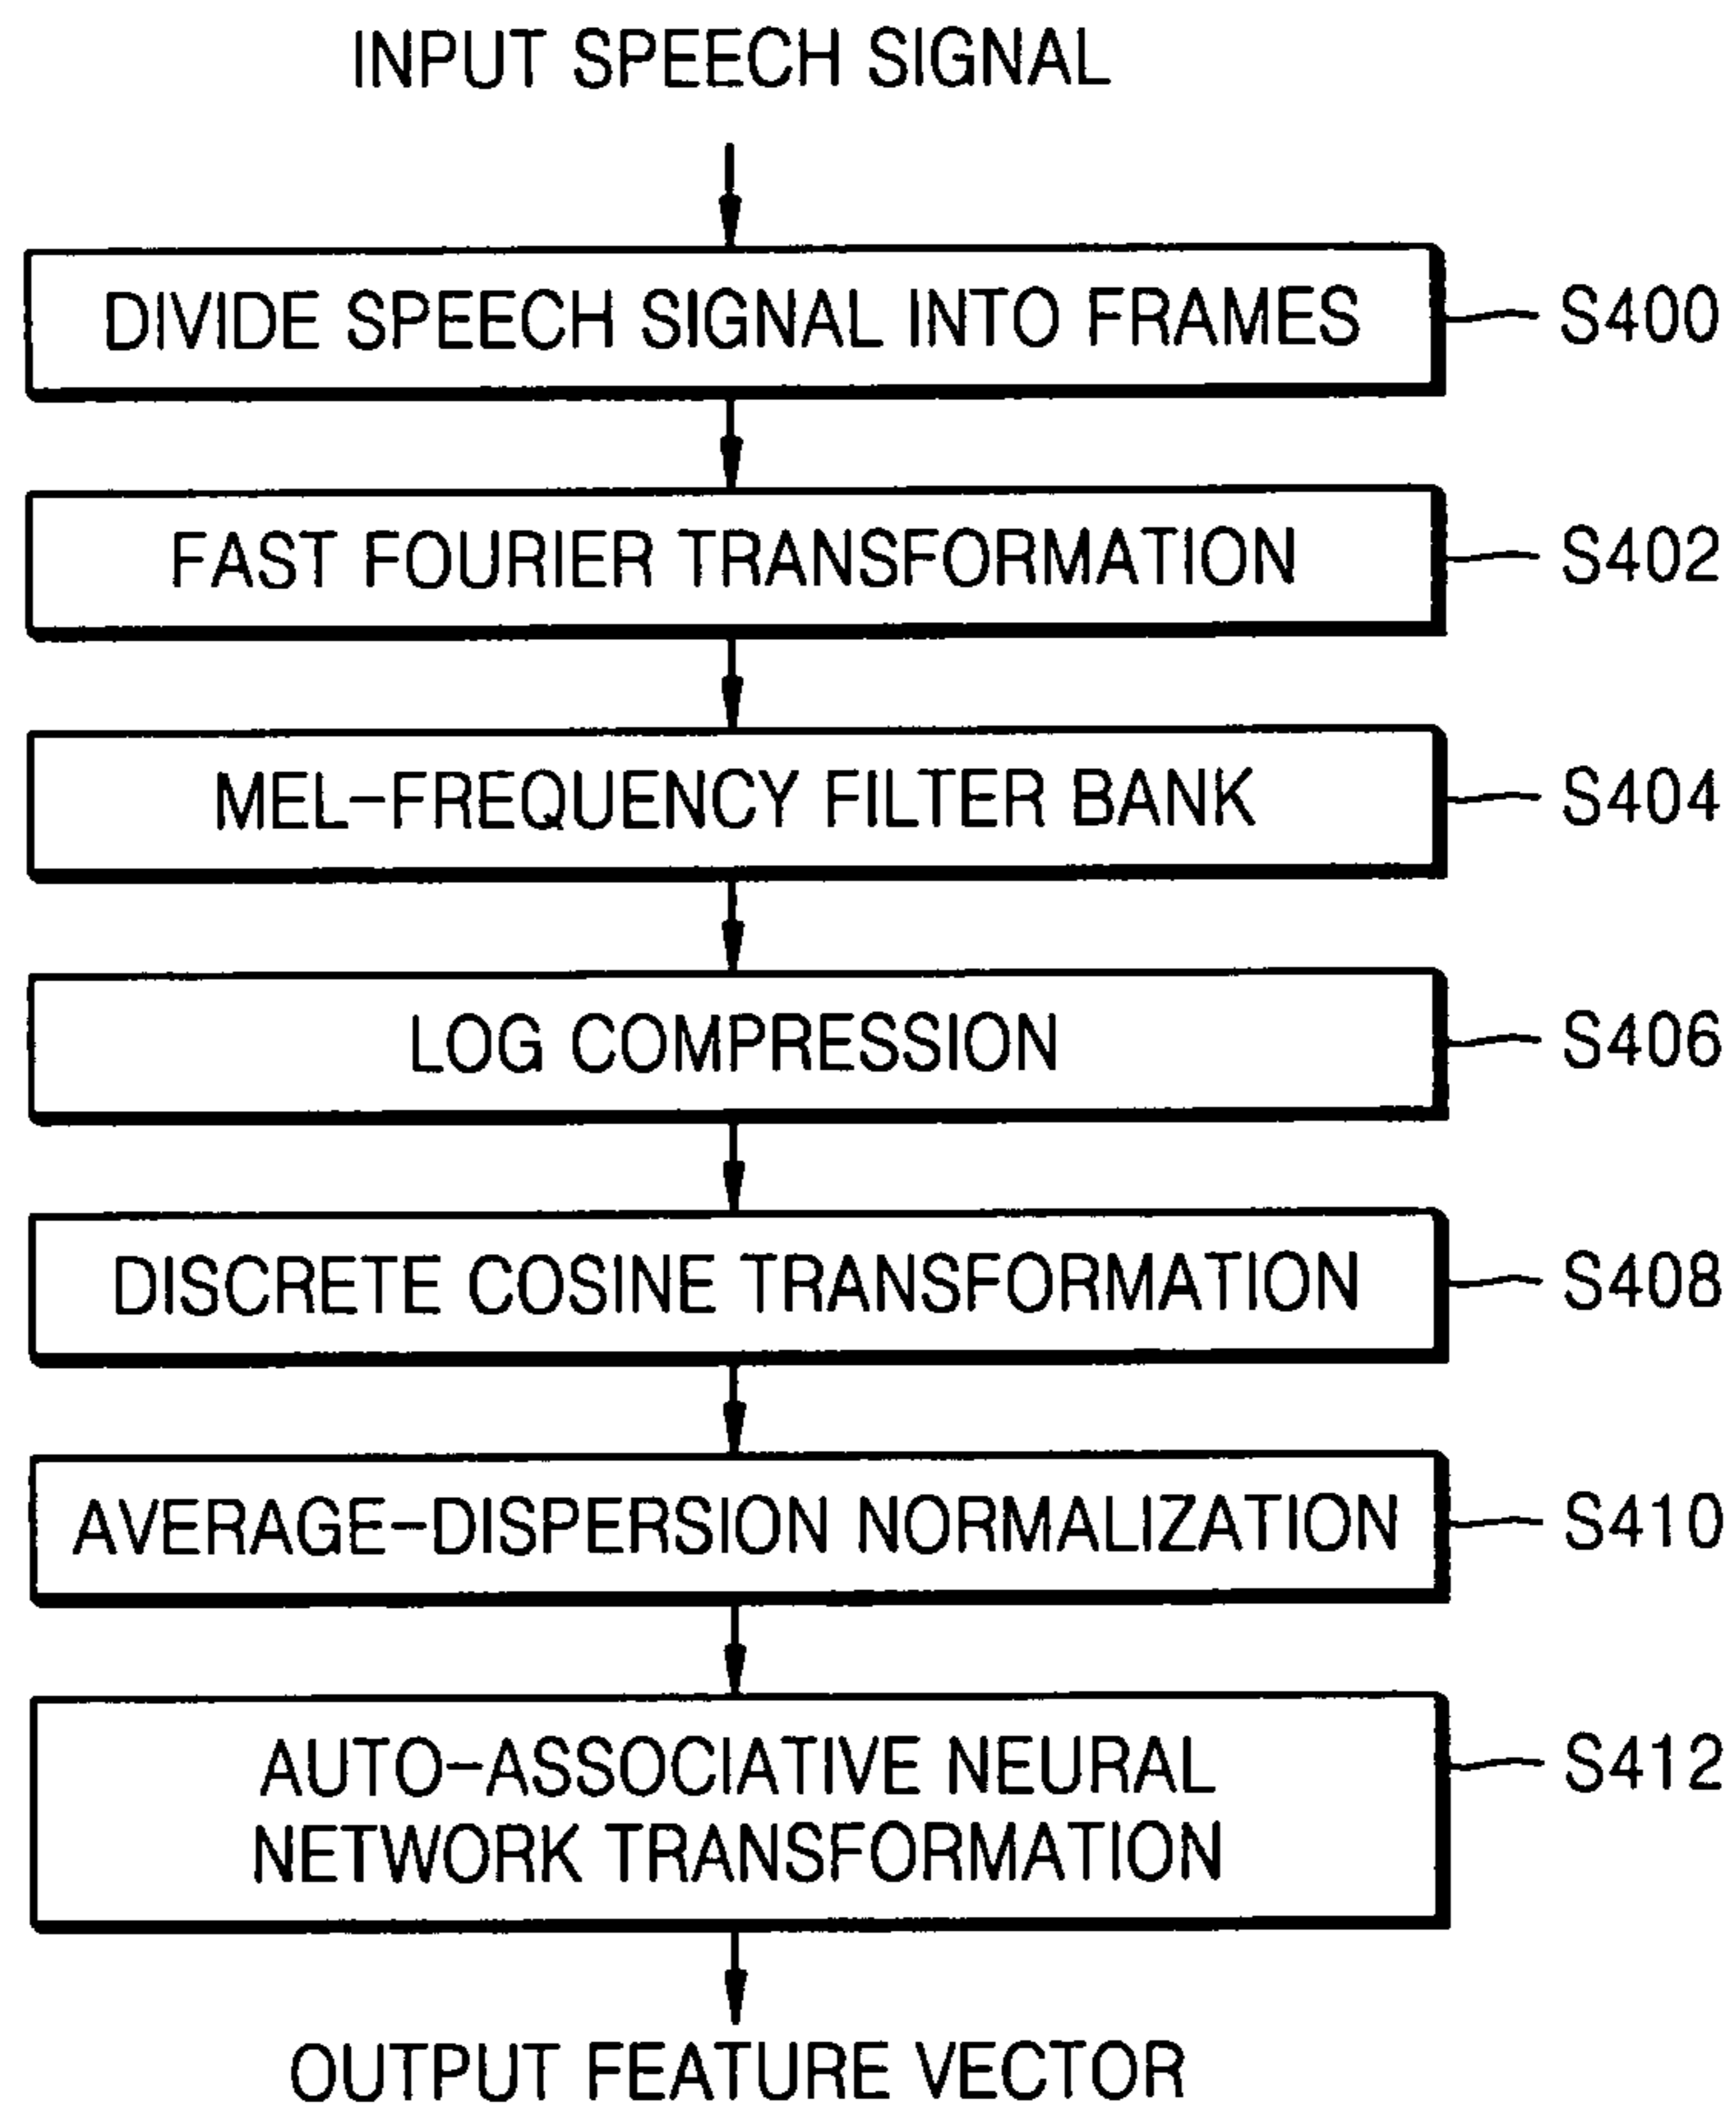 INPUT SPEECH SIGNAL
DIVIDE SPEECH SIGNAL INTO FRAMES
S400
FAST FOURIER TRANSFORMATION
S402
MEL-FREQUENCY FILTER BANK
S404
LOG COMPRESSION
S406
DISCRETE COSINE TRANSFORMATION
S408
AVERAGE-DISPERSION NORMALIZATION
S410
AUTO-ASSOCIATIVE NEURAL
NETWORK TRANSFORMATION
S412
OUTPUT FEATURE VECTOR